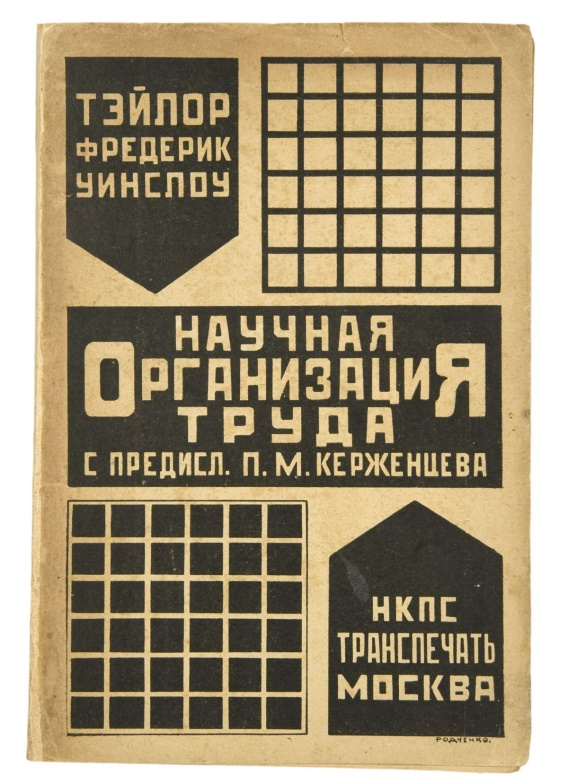 ТЭЙЛОР
ФРЕДЕРИК
УИНСЛОУ
НАУЧНАЯ
ОРГАНИЗАЦИЯ
ТРУДА
С ПРЕДИСЛ. П. М. КЕРЖЕНЦЕВА
НКПС
ТРАНСПЕЧАТЬ
МОСКВА
РОДЧЕНКО.